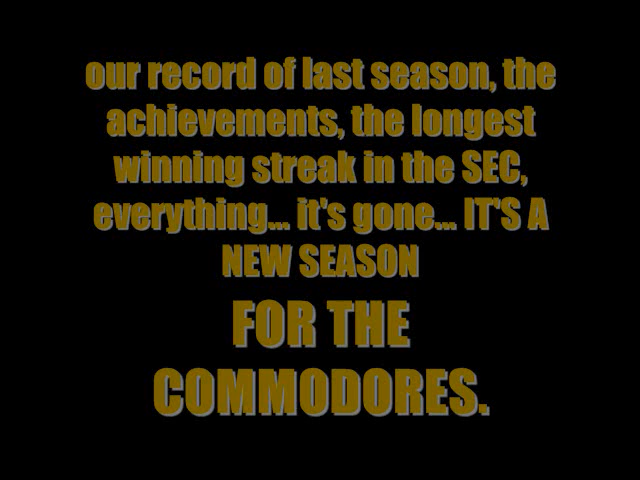 our record of last season, the
achievements, the longest
winning streak in the SEC,
everything... it's gone... IT'S A
NEW SEASON
FOR THE
COMMODORES.